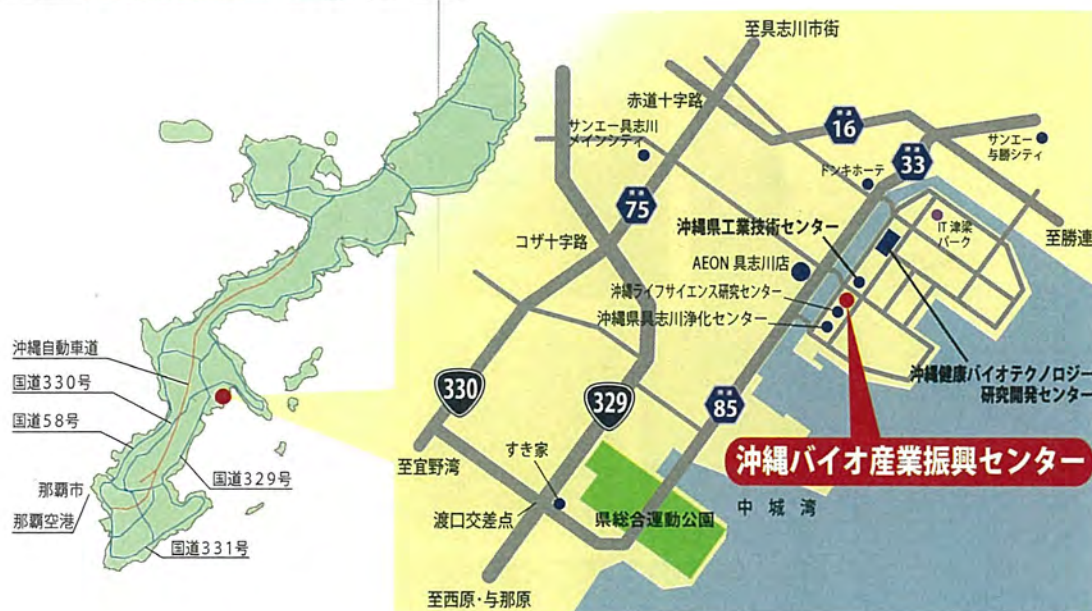 沖縄自動車道
国道330号
国道58号
国道329号
那覇市
那覇空港
国道331号
至具志川市街
赤道十字路
サンエー具志川
メインシティ
県道
16
県道
33
サンエー
与勝シティ
ドンキホーテ
県道
75
コザ十字路
沖縄県工業技術センター
IT津梁
パーク
至勝連
AEON 具志川店
沖縄ライフサイエンス研究センター
沖縄県具志川浄化センター
沖縄健康バイオテクノロジー
研究開発センター
330
329
県道
85
沖縄バイオ産業振興センター
至宜野湾
すき家
中城湾
渡口交差点
県総合運動公園
至西原・与那原